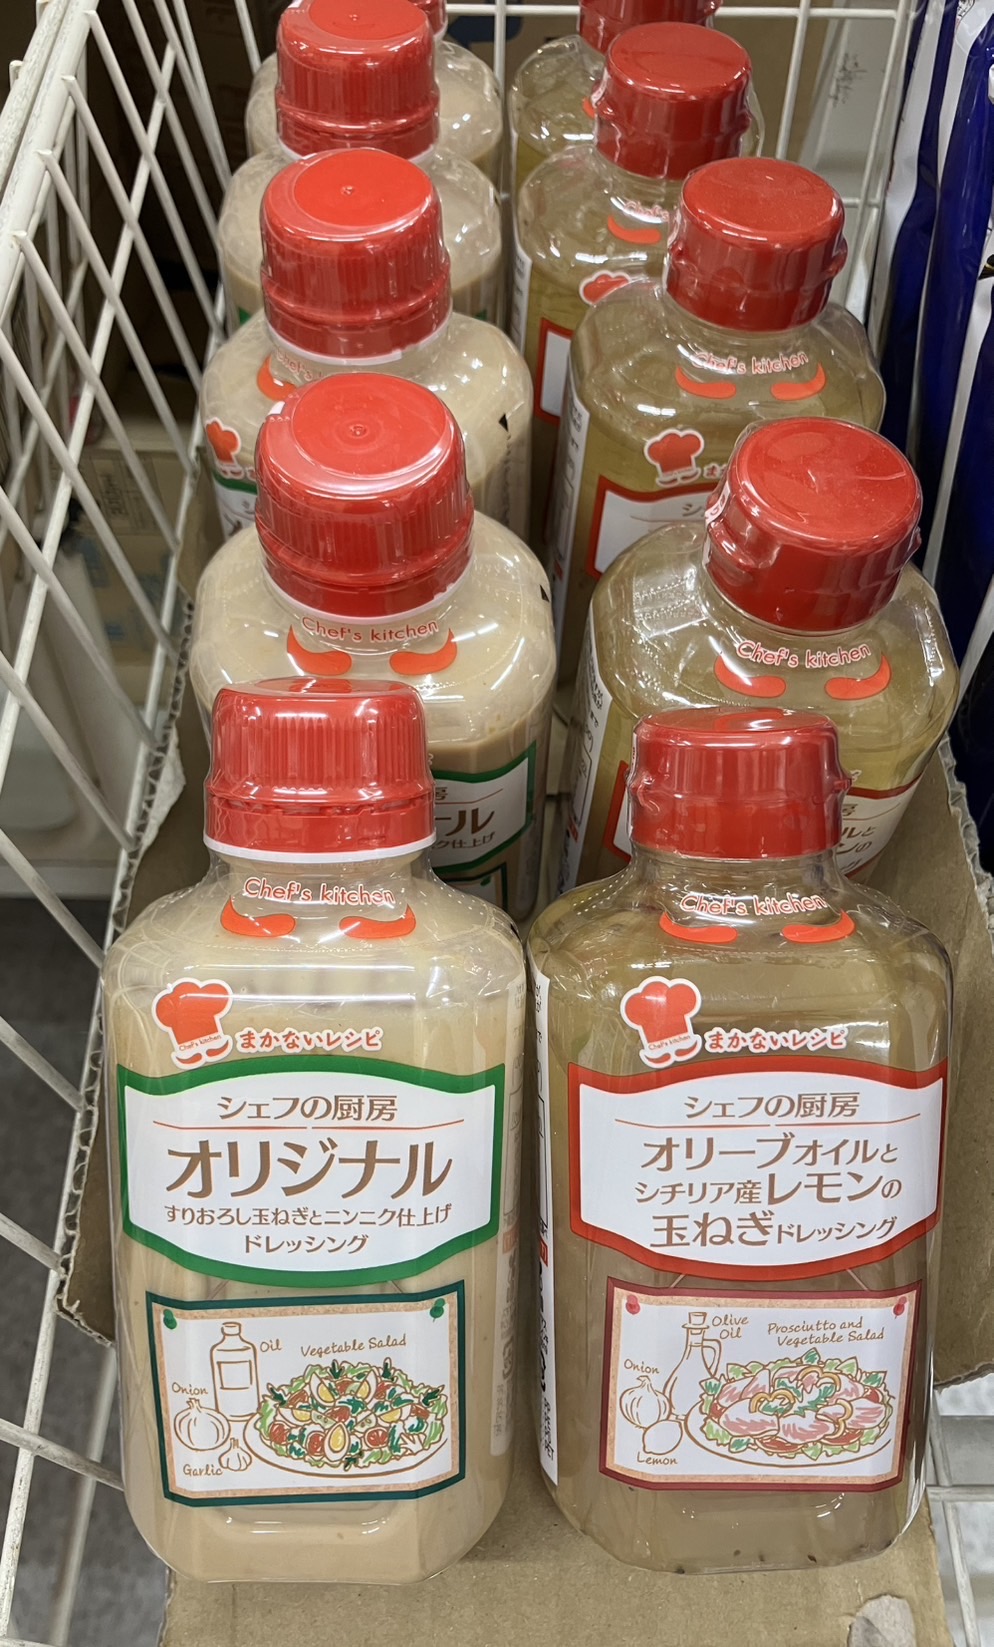 Chef's kitchen
Chef's kitchen
Chef's kitchen
Chef's kitchen
まかないレシピ
シェフの厨房
オリジナル
すりおろし玉ねぎとニンニク仕上げ
ドレッシング
Oil
Vegetable Salad
Onion
Garlic
Chef's kitchen
Chef's kitchen
Chef's kitchen
まかないレシピ
シェフの厨房
オリーブオイルと
シチリア産レモンの
玉ねぎドレッシング
Olive Oil
Prosciutto and
Vegetable Salad
Onion
Lemon